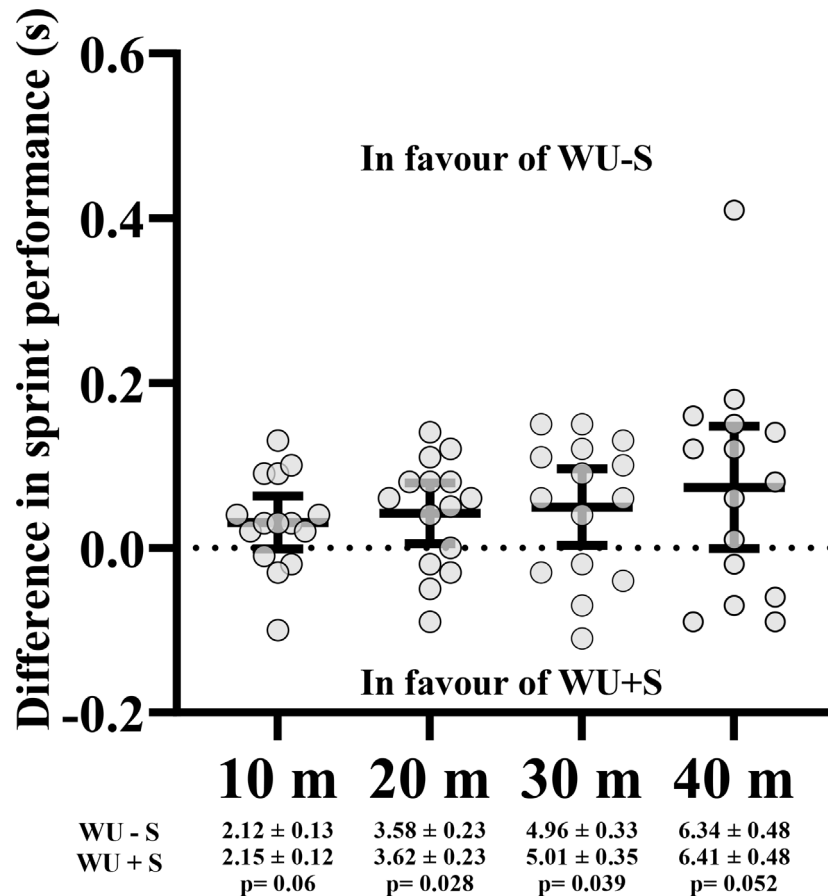 Difference in sprint performance (s)
0.6
0.4
0.2
0.0
-0.2
In favour of WU-S
In favour of WU+S
10 m 20 m 30 m 40 m
WU - S 2.12 ± 0.13 3.58 ± 0.23 4.96 ± 0.33 6.34 ± 0.48
WU + S 2.15 ± 0.12 3.62 ± 0.23 5.01 ± 0.35 6.41 ± 0.48
p= 0.06 p= 0.028 p= 0.039 p= 0.052